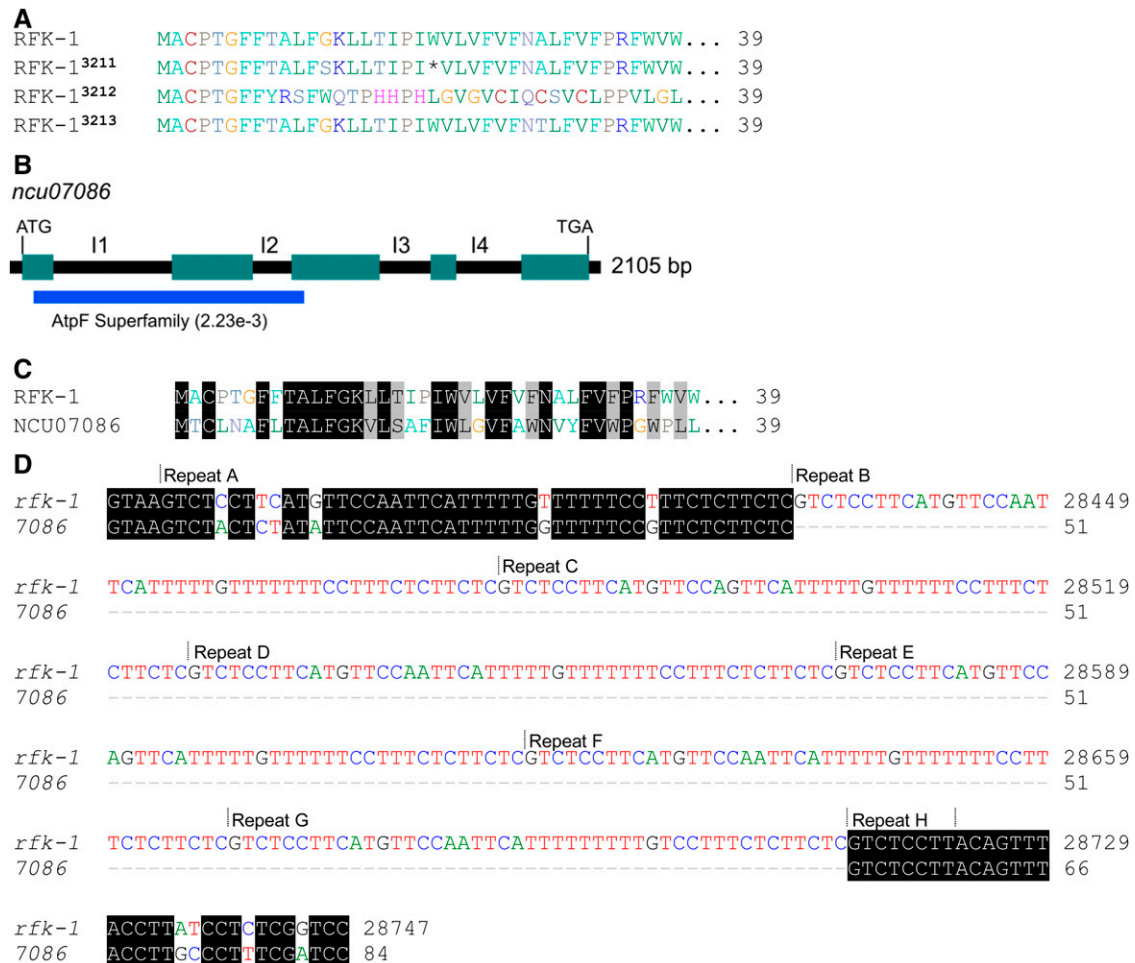 A
RFK-1 MACPTGFFTALFGKLLTIPIWVLVFVFNALFVFPRFWVW... 39
RFK-1³²¹¹ MACPTGFFTALFSKLLTIPI*VLVFVFNALFVFPRFWVW... 39
RFK-1³²¹² MACPTGFFYRSFWQTPHHPHLGVGVCIQCSVCLPPVLGL... 39
RFK-1³²¹³ MACPTGFFTALFGKLLTIPIWVLVFVFNTLFVFPRFWVW... 39
B
ncu07086
ATG I1 I2 I3 I4 TGA
2105 bp
AtpF Superfamily (2.23e-3)
C
RFK-1 MACPTGFFTALFGKLLTIPIWVLVFVFNALFVFPRFWVW... 39
NCU07086 MTCLNAFLTALFGKVLSAFIWLGVFAWNVYFVWPGWPLL... 39
D
Repeat A Repeat B
rfk-1 GTAAGTCTCCTTCATGTTCCAATTCATTTTTGTTTTTTCCTTTCTCTTCTCGTCTCCTTCATGTTCCAAT 28449
7086 GTAAGTCTACTCTATATTCCAATTCATTTTTGGTTTTTCCGTTCTCTTCTC------------------- 51
Repeat C
rfk-1 TCATTTTTGTTTTTTTCCTTTCTCTTCTCGTCTCCTTCATGTTCCAGTTCATTTTTGTTTTTTCCTTTCT 28519
7086 ---------------------------------------------------------------------- 51
Repeat D Repeat E
rfk-1 CTTCTCGTCTCCTTCATGTTCCAATTCATTTTTGTTTTTTTCCTTTCTCTTCTCGTCTCCTTCATGTTCC 28589
7086 ---------------------------------------------------------------------- 51
Repeat F
rfk-1 AGTTCATTTTTGTTTTTTCCTTTCTCTTCTCGTCTCCTTCATGTTCCAATTCATTTTTGTTTTTTTCCTT 28659
7086 ---------------------------------------------------------------------- 51
Repeat G Repeat H
rfk-1 TCTCTTCTCGTCTCCTTCATGTTCCAATTCATTTTTTTTTGTCCTTTCTCTTCTCGTCTCCTTACAGTTT 28729
7086 -------------------------------------------------------GTCTCCTTACAGTTT 66
rfk-1 ACCTTATCCTCTCGGTCC 28747
7086 ACCTTGCCCTTTCGATCC 84